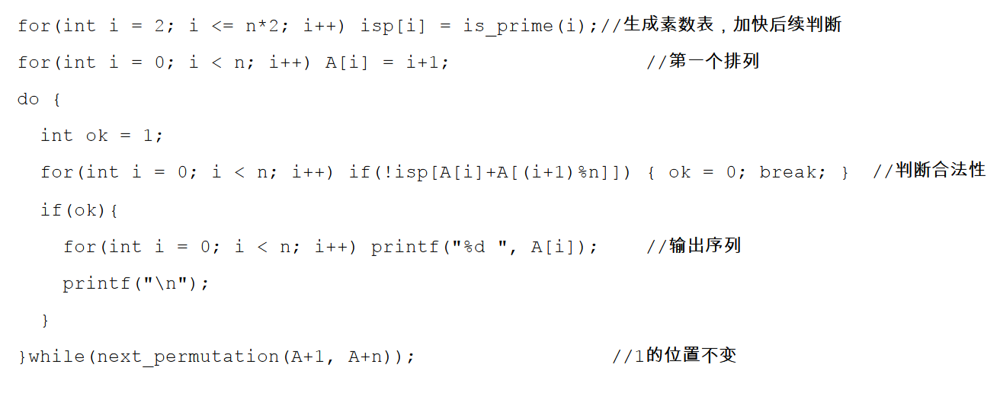 for(int i = 2; i <= n*2; i++) isp[i] = is_prime(i);//生成素数表，加快后续判断
for(int i = 0; i < n; i++) A[i] = i+1; //第一个排列
do {
int ok = 1;
for(int i = 0; i < n; i++) if(!isp[A[i]+A[(i+1)%n]]) { ok = 0; break; } //判断合法性
if(ok){
for(int i = 0; i < n; i++) printf("%d ", A[i]); //输出序列
printf("\n");
}
}while(next_permutation(A+1, A+n)); //1的位置不变